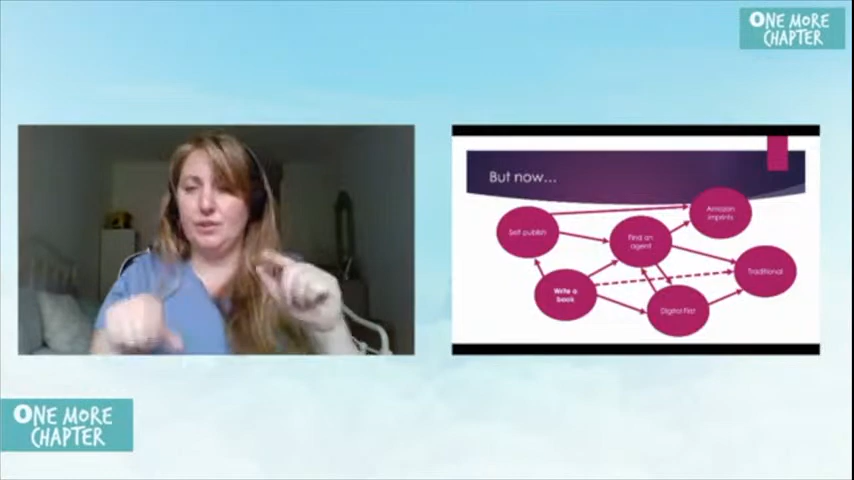 ONE MORE
CHAPTER
But now...
Self publish
Find an
agent
Amazon
imprints
Traditional
Write a
book
Digital First
ONE MORE
CHAPTER